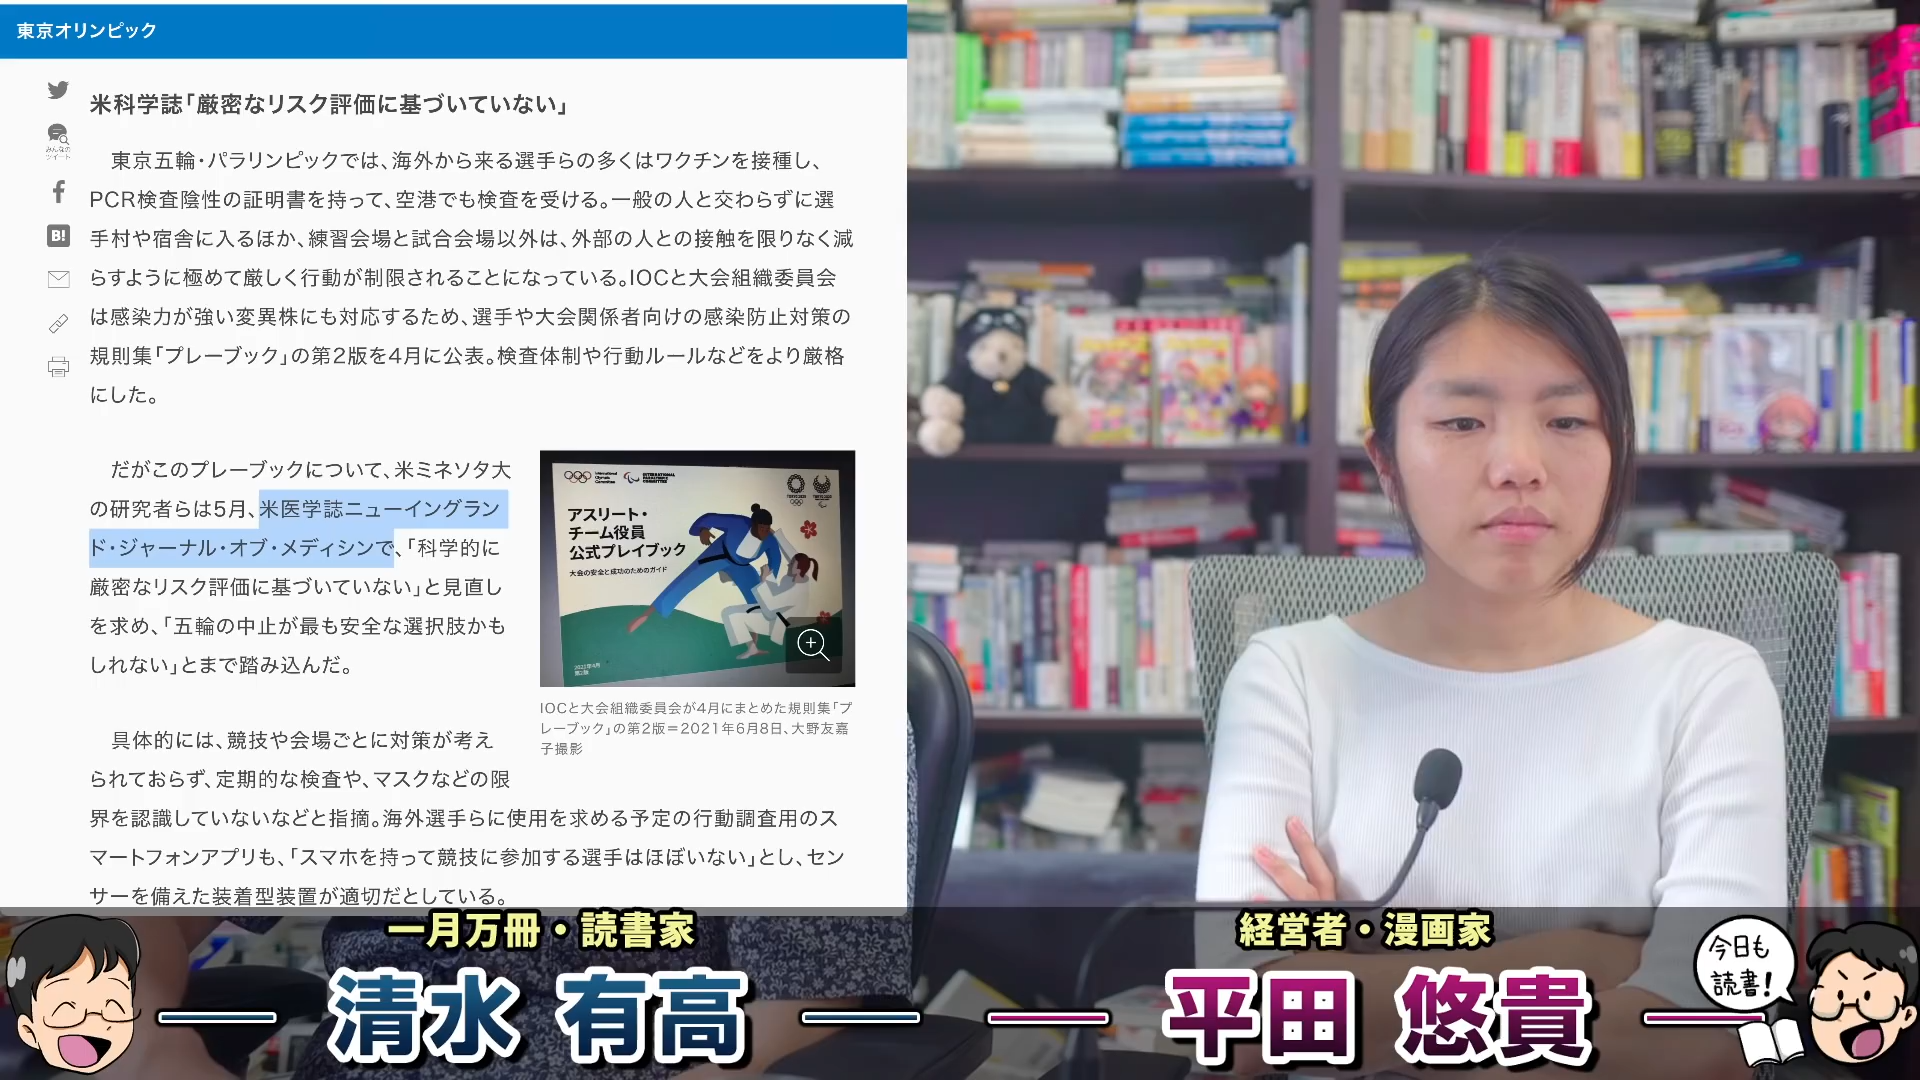 東京オリンピック
米科学誌「厳密なリスク評価に基づいていない」
みんなの
ツイート
B!
東京五輪・パラリンピックでは、海外から来る選手らの多くはワクチンを接種し、
PCR検査陰性の証明書を持って、空港でも検査を受ける。一般の人と交わらずに選
手村や宿舎に入るほか、練習会場と試合会場以外は、外部の人との接触を限りなく減
らすように極めて厳しく行動が制限されることになっている。IOCと大会組織委員会
は感染力が強い変異株にも対応するため、選手や大会関係者向けの感染防止対策の
規則集「プレーブック」の第2版を4月に公表。検査体制や行動ルールなどをより厳格
にした。
だがこのプレーブックについて、米ミネソタ大
の研究者らは5月、米医学誌ニューイングラン
ド・ジャーナル・オブ・メディシンで、「科学的に
厳密なリスク評価に基づいていない」と見直し
を求め、「五輪の中止が最も安全な選択肢かも
しれない」とまで踏み込んだ。
International
Olympic
Committee
INTERNATIONAL
PARALYMPIC
COMMITTEE
アスリート・
チーム役員
公式プレイブック
大会の安全と成功のためのガイド
2021年4月
第2版
IOCと大会組織委員会が4月にまとめた規則集「プ
レーブック」の第2版＝2021年6月8日、大野友嘉
子撮影
具体的には、競技や会場ごとに対策が考え
られておらず、定期的な検査や、マスクなどの限
界を認識していないなどと指摘。海外選手らに使用を求める予定の行動調査用のス
マートフォンアプリも、「スマホを持って競技に参加する選手はほぼいない」とし、セン
サーを備えた装着型装置が適切だとしている。
一月万冊・読書家
清水 有高
経営者・漫画家
平田 悠貴
今日も
読書!